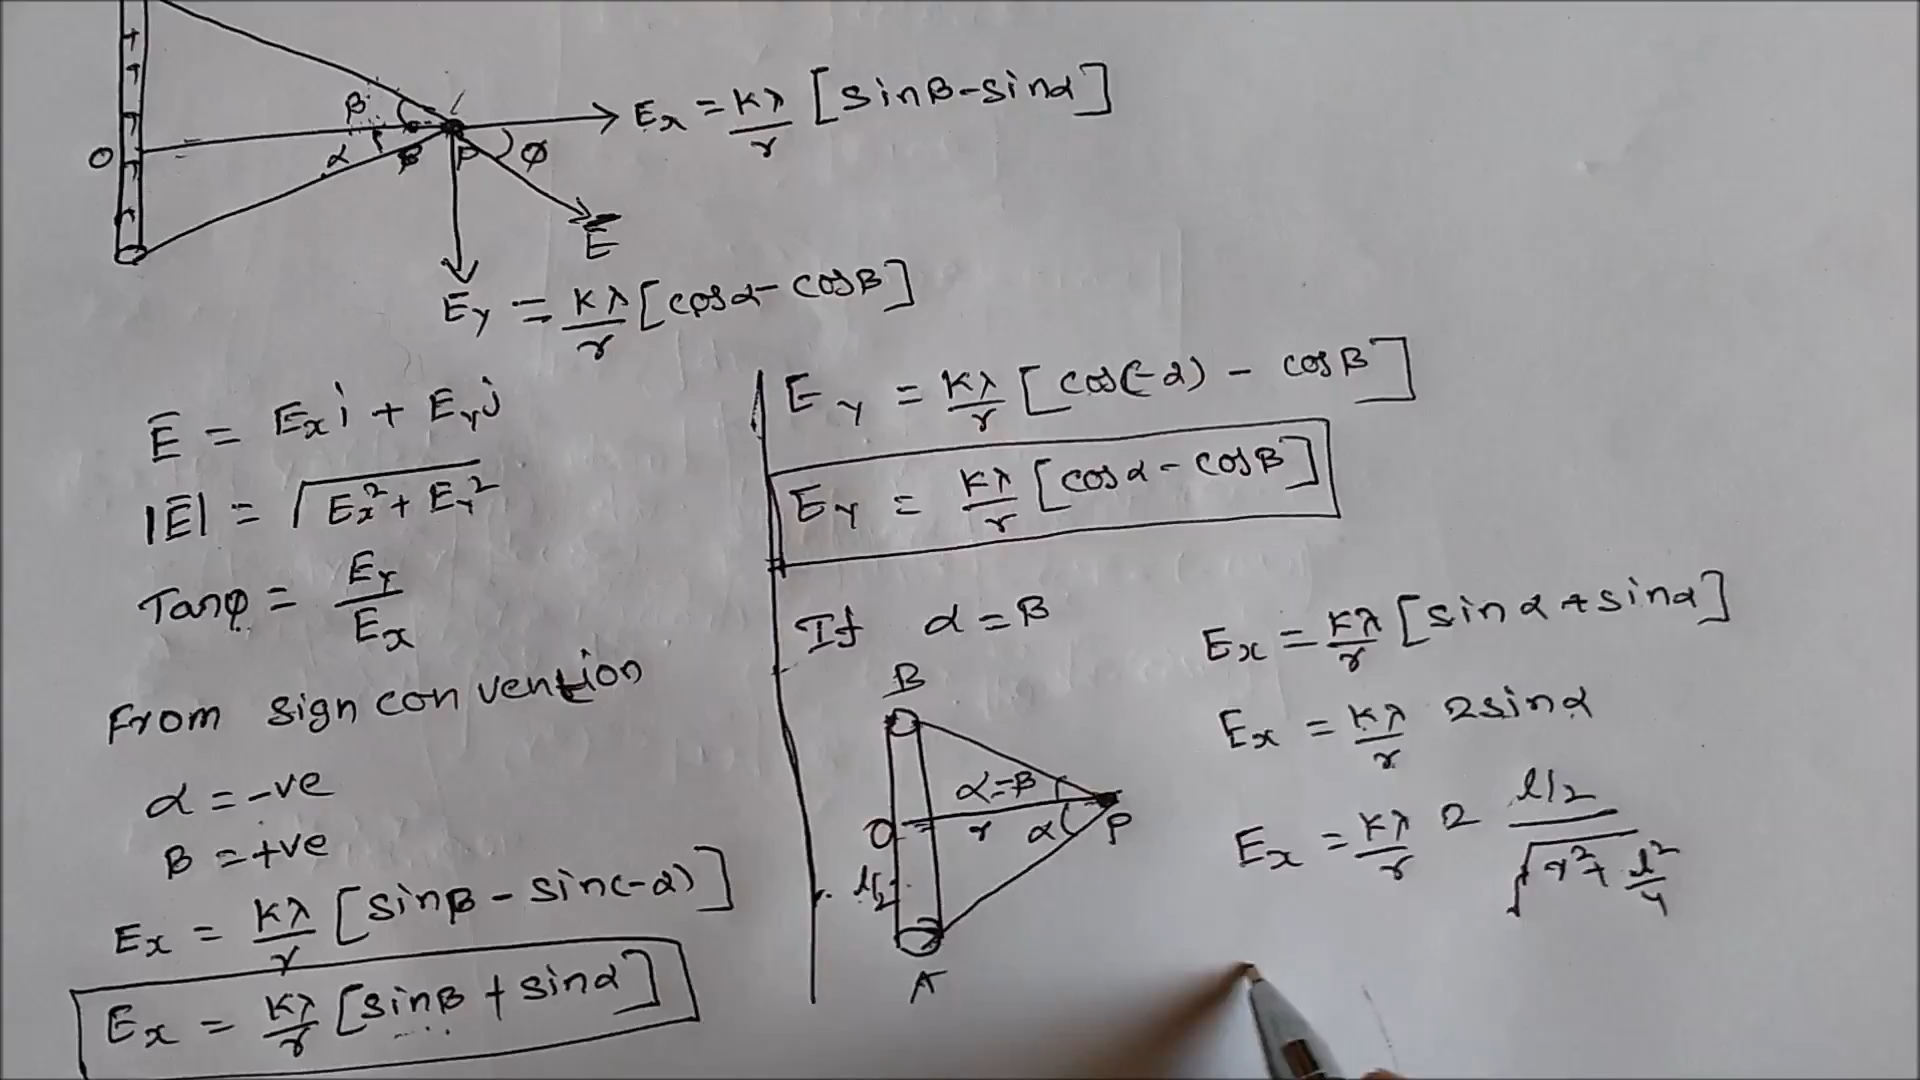 β
α
O
β
P
φ
Ex = Kλ/r [sinβ-sinα]
E
Ey = Kλ/r [cosα-cosβ]
E = Exi + Eyj
|E| = √Ex²+Ey²
Tanφ = Ey/Ex
From sign convention
α = -ve
β = +ve
Ex = Kλ/r [sinβ - sin(-α)]
Ex = Kλ/r [sinβ + sinα]
Ey = Kλ/r [cos(-α) - cosβ]
Ey = Kλ/r [cosα - cosβ]
If α = β
B
α=β
O r α P
l/2
A
Ex = Kλ/r [sinα + sinα]
Ex = Kλ/r 2sinα
Ex = Kλ/r 2 l/2/√r²+l²/4